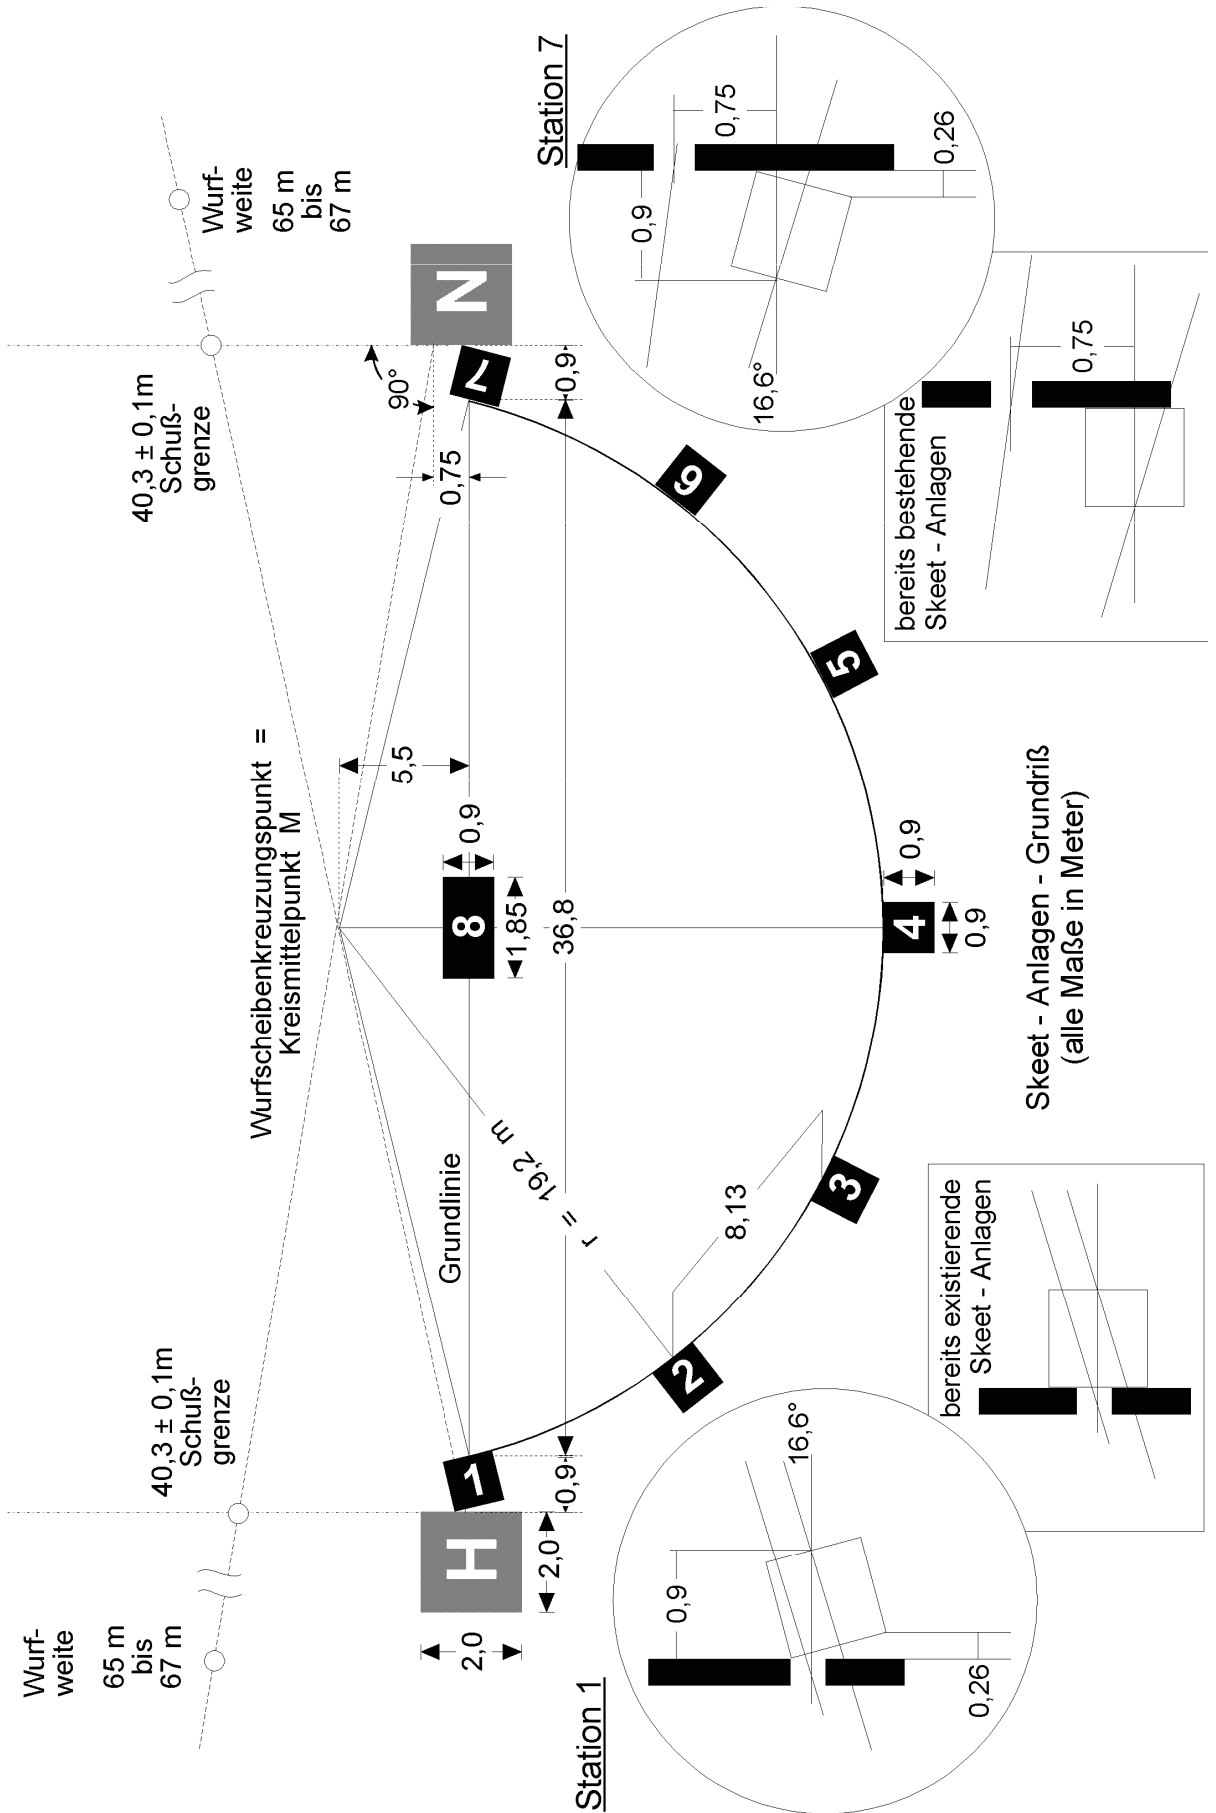 Wurf-
weite
65 m
bis
67 m
40,3 ± 0,1m
Schuß-
grenze
Wurfscheibenkreuzungspunkt =
Kreismittelpunkt M
40,3 ± 0,1m
Schuß-
grenze
Wurf-
weite
65 m
bis
67 m
H
2,0
2,0
1
0,9
Grundlinie
r = 19,2 m
5,5
8
0,9
1,85
36,8
0,75
90°
N
7
0,9
2
8,13
3
4
0,9
0,9
5
6
Station 1
0,9
16,6°
0,26
bereits existierende
Skeet - Anlagen
Skeet - Anlagen - Grundriß
(alle Maße in Meter)
bereits bestehende
Skeet - Anlagen
0,75
Station 7
0,9
0,75
16,6°
0,26